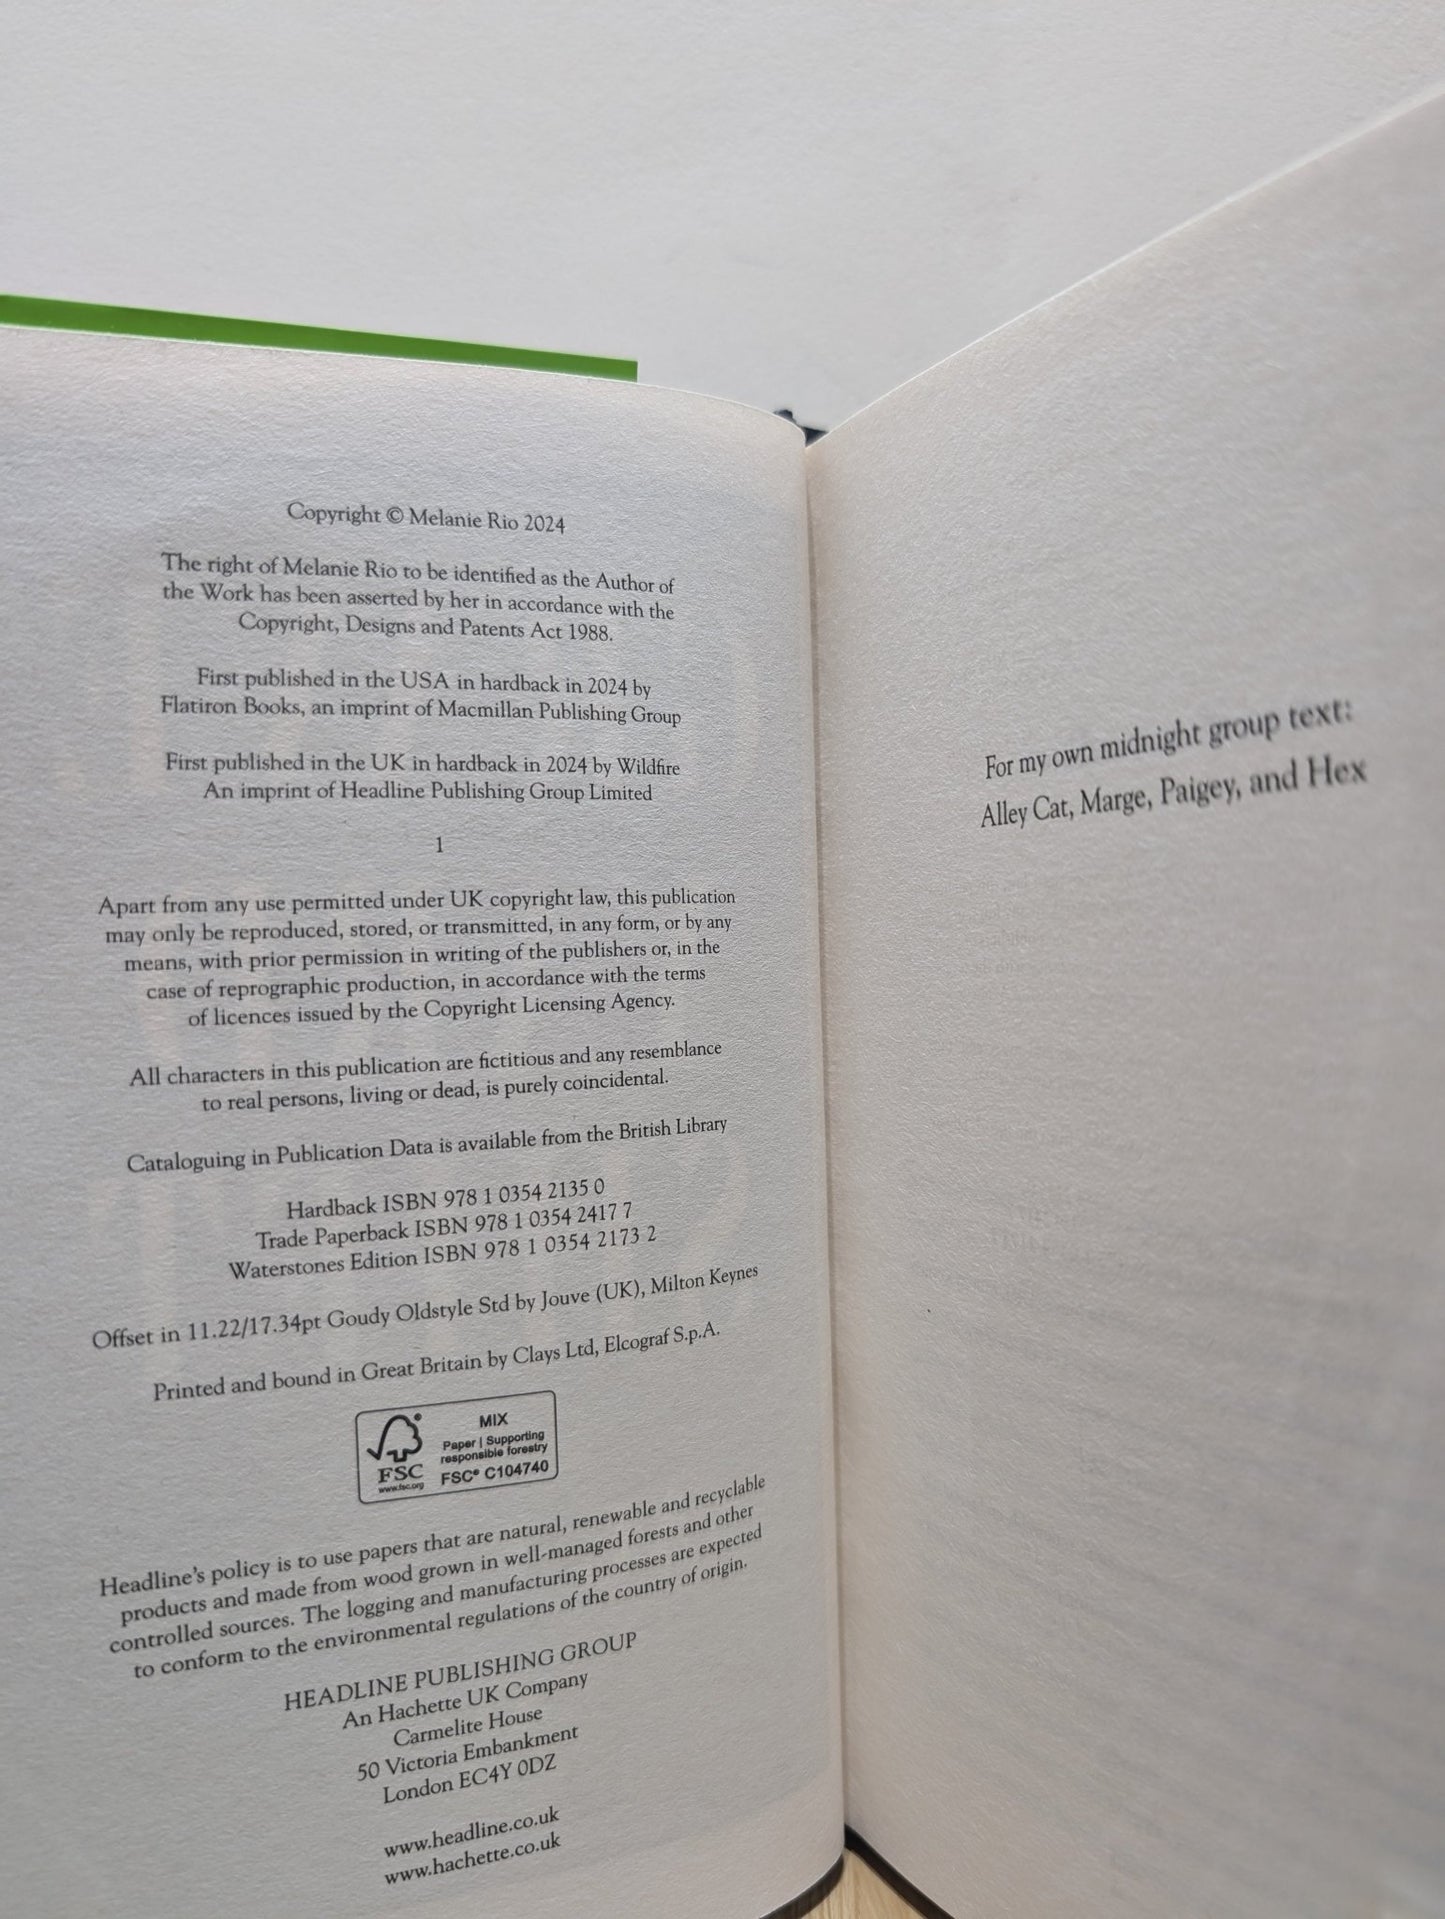 Copyright © Melanie Rio 2024
The right of Melanie Rio to be identified as the Author of
the Work has been asserted by her in accordance with the
Copyright, Designs and Patents Act 1988.
First published in the USA in hardback in 2024 by
Flatiron Books, an imprint of Macmillan Publishing Group
First published in the UK in hardback in 2024 by Wildfire
An imprint of Headline Publishing Group Limited
1
Apart from any use permitted under UK copyright law, this publication
may only be reproduced, stored, or transmitted, in any form, or by any
means, with prior permission in writing of the publishers or, in the
case of reprographic production, in accordance with the terms
of licences issued by the Copyright Licensing Agency.
All characters in this publication are fictitious and any resemblance
to real persons, living or dead, is purely coincidental.
Cataloguing in Publication Data is available from the British Library
Hardback ISBN 978 1 0354 2135 0
Trade Paperback ISBN 978 1 0354 2417 7
Waterstones Edition ISBN 978 1 0354 2173 2
Offset in 11.22/17.34pt Goudy Oldstyle Std by Jouve (UK), Milton Keynes
Printed and bound in Great Britain by Clays Ltd, Elcograf S.p.A.
FSC
www.fsc.org
MIX
Paper | Supporting
responsible forestry
FSC® C104740
Headline's policy is to use papers that are natural, renewable and recyclable
products and made from wood grown in well-managed forests and other
controlled sources. The logging and manufacturing processes are expected
to conform to the environmental regulations of the country of origin.
HEADLINE PUBLISHING GROUP
An Hachette UK Company
Carmelite House
50 Victoria Embankment
London EC4Y 0DZ
www.headline.co.uk
www.hachette.co.uk
For my own midnight group text:
Alley Cat, Marge, Paigey, and Hex